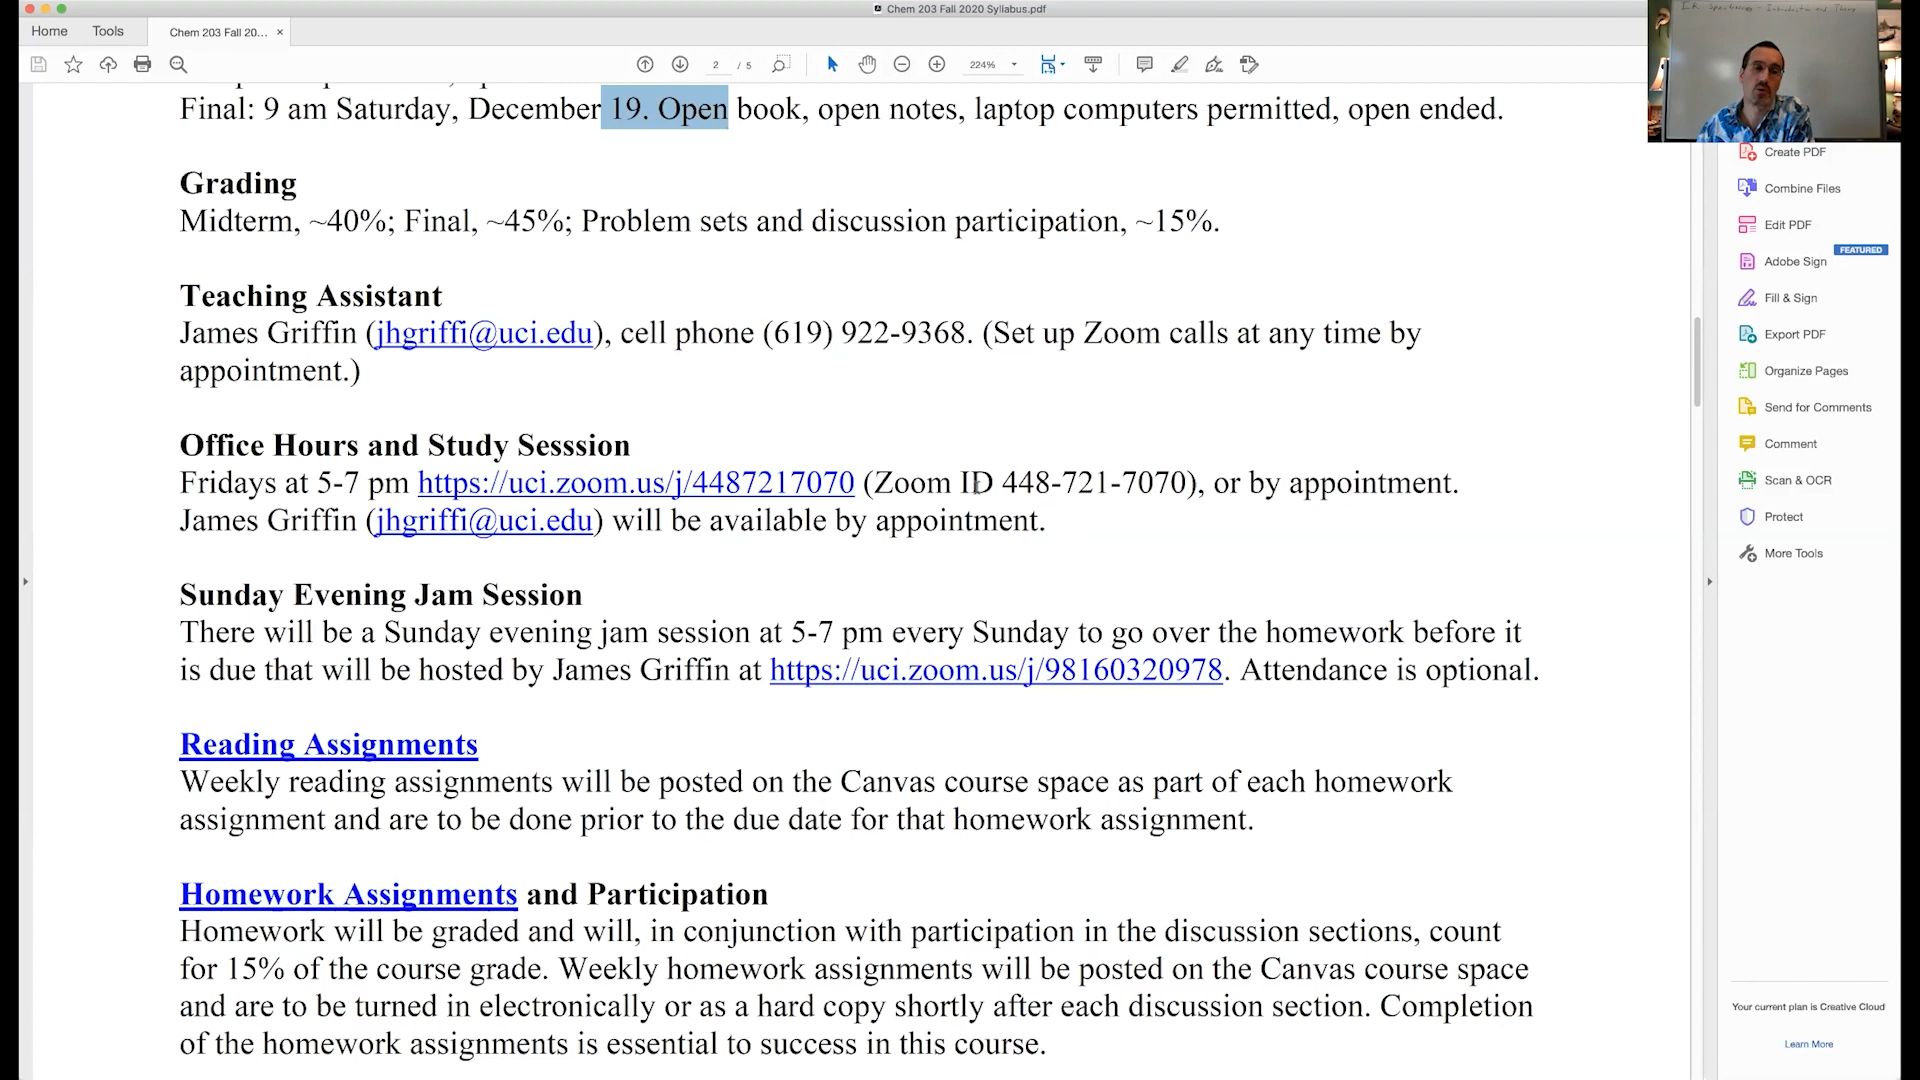 Chem 203 Fall 2020 Syllabus.pdf
Home
Tools
Chem 203 Fall 20... ×
2 / 5
224%
Final: 9 am Saturday, December 19. Open book, open notes, laptop computers permitted, open ended.
Grading
Midterm, ~40%; Final, ~45%; Problem sets and discussion participation, ~15%.
Teaching Assistant
James Griffin (jhgriffi@uci.edu), cell phone (619) 922-9368. (Set up Zoom calls at any time by
appointment.)
Office Hours and Study Sesssion
Fridays at 5-7 pm https://uci.zoom.us/j/4487217070 (Zoom ID 448-721-7070), or by appointment.
James Griffin (jhgriffi@uci.edu) will be available by appointment.
Sunday Evening Jam Session
There will be a Sunday evening jam session at 5-7 pm every Sunday to go over the homework before it
is due that will be hosted by James Griffin at https://uci.zoom.us/j/98160320978. Attendance is optional.
Reading Assignments
Weekly reading assignments will be posted on the Canvas course space as part of each homework
assignment and are to be done prior to the due date for that homework assignment.
Homework Assignments and Participation
Homework will be graded and will, in conjunction with participation in the discussion sections, count
for 15% of the course grade. Weekly homework assignments will be posted on the Canvas course space
and are to be turned in electronically or as a hard copy shortly after each discussion section. Completion
of the homework assignments is essential to success in this course.
Create PDF
Combine Files
Edit PDF
FEATURED
Adobe Sign
Fill & Sign
Export PDF
Organize Pages
Send for Comments
Comment
Scan & OCR
Protect
More Tools
Your current plan is Creative Cloud
Learn More